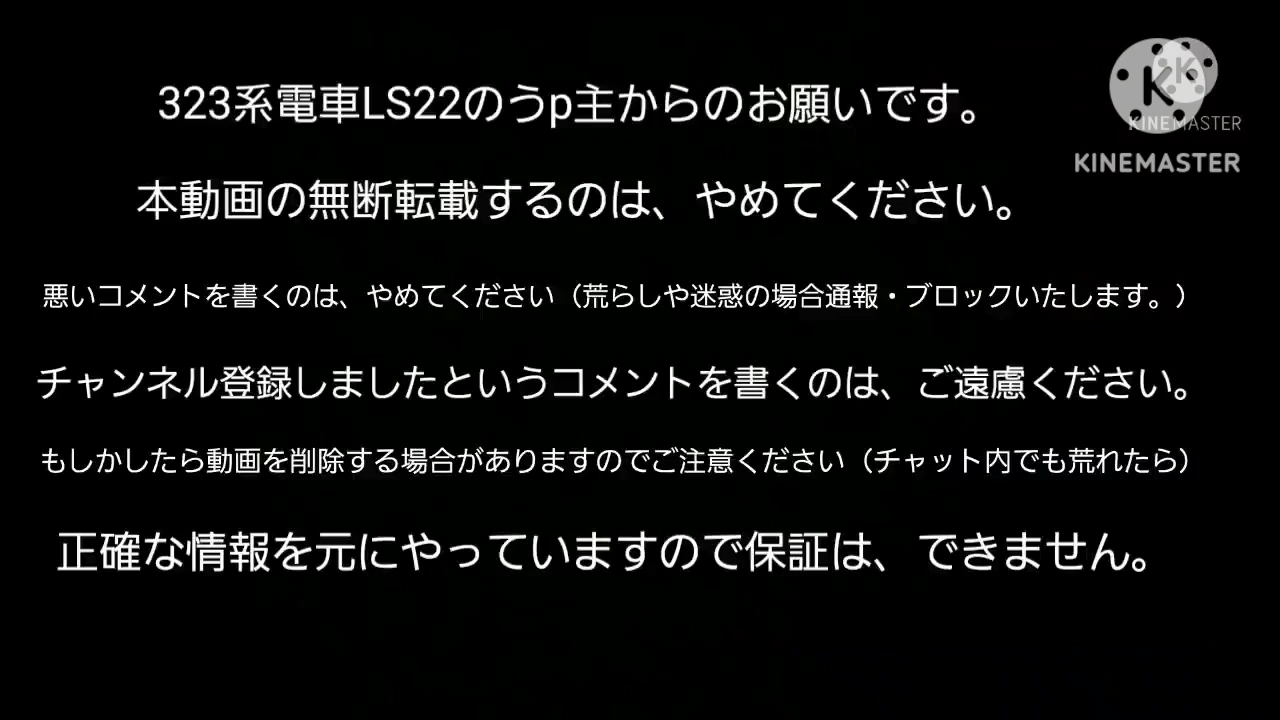 323系電車LS22のうp主からのお願いです。
本動画の無断転載するのは、やめてください。
悪いコメントを書くのは、やめてください（荒らしや迷惑の場合通報・ブロックいたします。）
チャンネル登録しましたというコメントを書くのは、ご遠慮ください。
もしかしたら動画を削除する場合がありますのでご注意ください（チャット内でも荒れたら）
正確な情報を元にやっていますので保証は、できません。
K
K
KINEMASTER
KINEMASTER